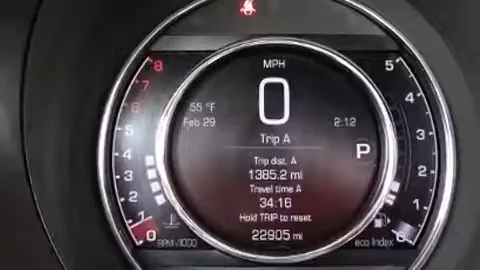 MPH
0
55 °F
Feb 29
2:12
Trip A
P
Trip dist. A
1385.2 mi
Travel time A
34:16
Hold TRIP to reset
22905 mi
8
7
6
5
4
3
2
1
0
RPM ×1000
5
4
3
2
1
0
eco Index